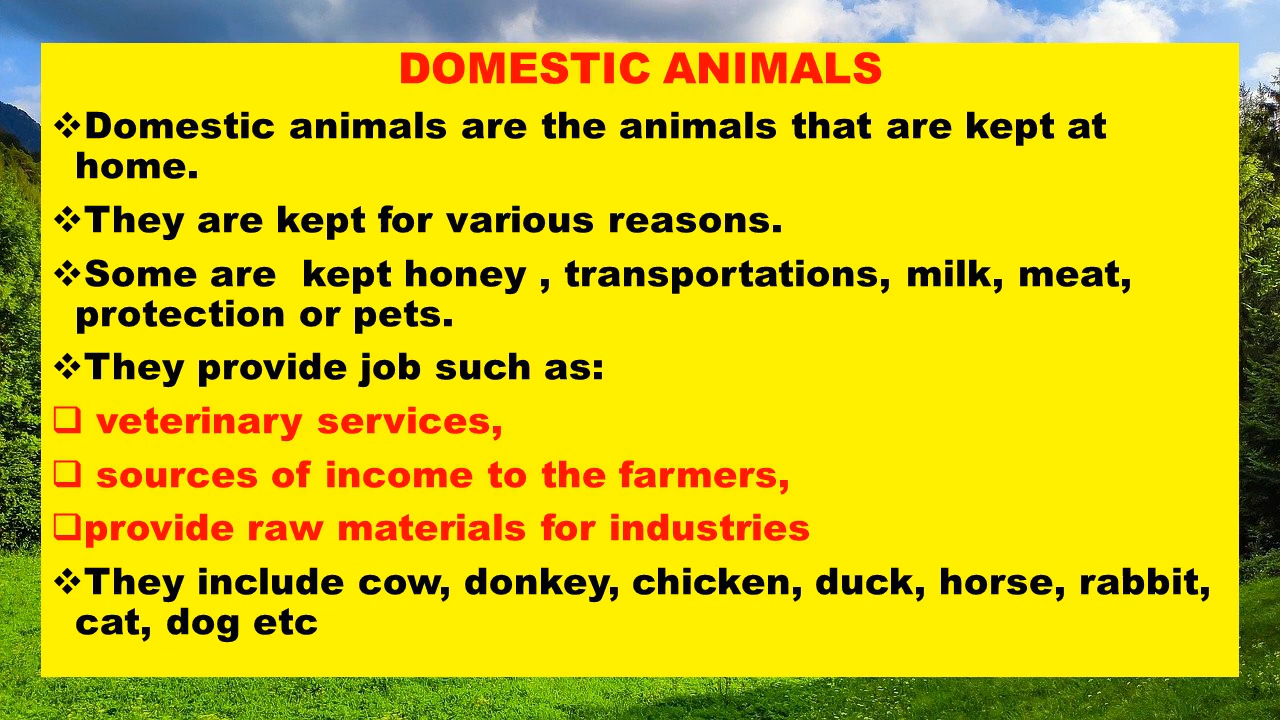 DOMESTIC ANIMALS
❖Domestic animals are the animals that are kept at
home.
❖They are kept for various reasons.
❖Some are  kept honey , transportations, milk, meat,
protection or pets.
❖They provide job such as:
❑ veterinary services,
❑ sources of income to the farmers,
❑provide raw materials for industries
❖They include cow, donkey, chicken, duck, horse, rabbit,
cat, dog etc